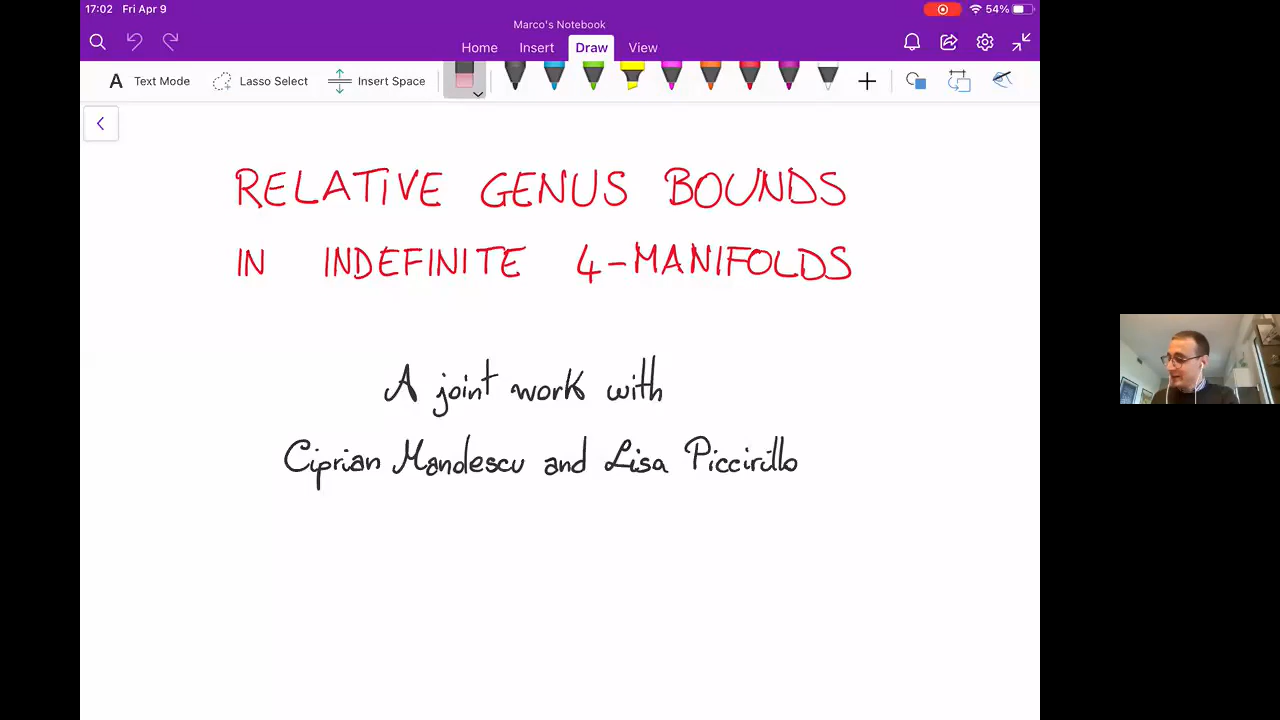 17:02 Fri Apr 9
54%
Marco's Notebook
Home Insert Draw View
A Text Mode Lasso Select Insert Space
RELATIVE GENUS BOUNDS
IN INDEFINITE 4-MANIFOLDS
A joint work with
Ciprian Manolescu and Lisa Piccirillo